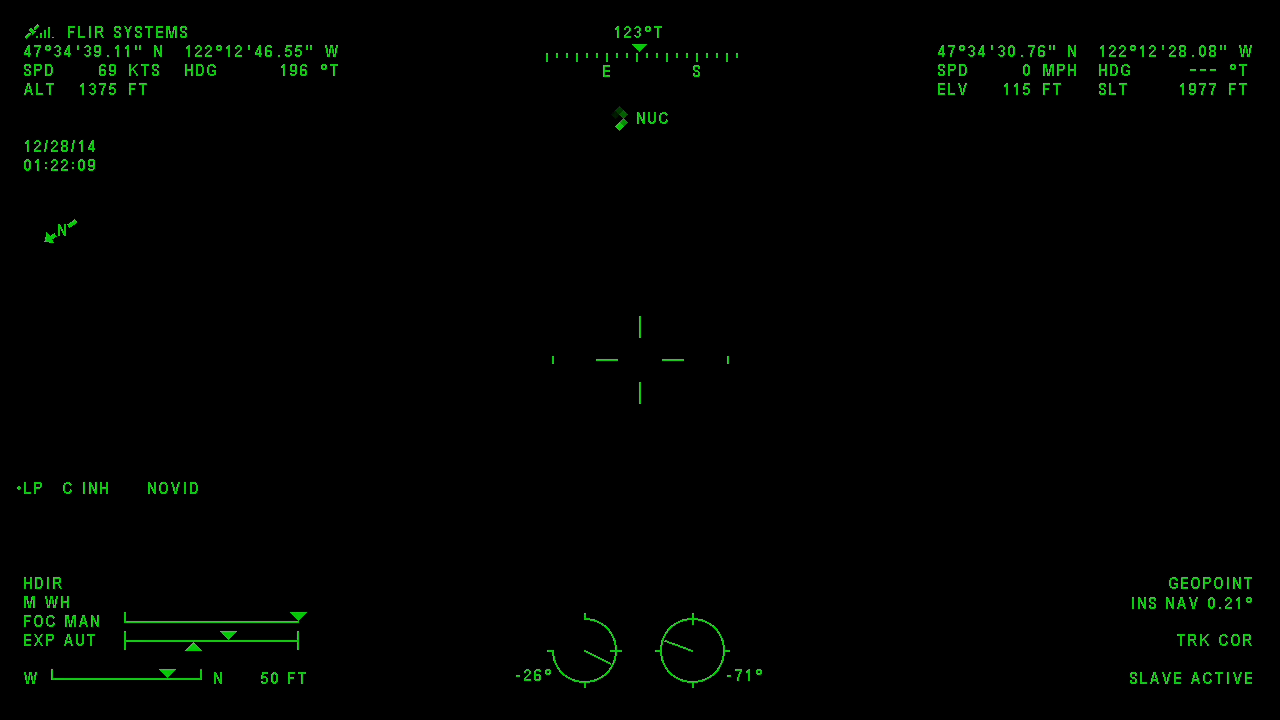 FLIR SYSTEMS
47°34'39.11" N 122°12'46.55" W
SPD 69 KTS HDG 196 °T
ALT 1375 FT
123°T
E S
NUC
47°34'30.76" N 122°12'28.08" W
SPD 0 MPH HDG --- °T
ELV 115 FT SLT 1977 FT
12/28/14
01:22:09
N
•LP C INH NOVID
HDIR
M WH
FOC MAN
EXP AUT
W N 50 FT
-26° -71°
GEOPOINT
INS NAV 0.21°
TRK COR
SLAVE ACTIVE